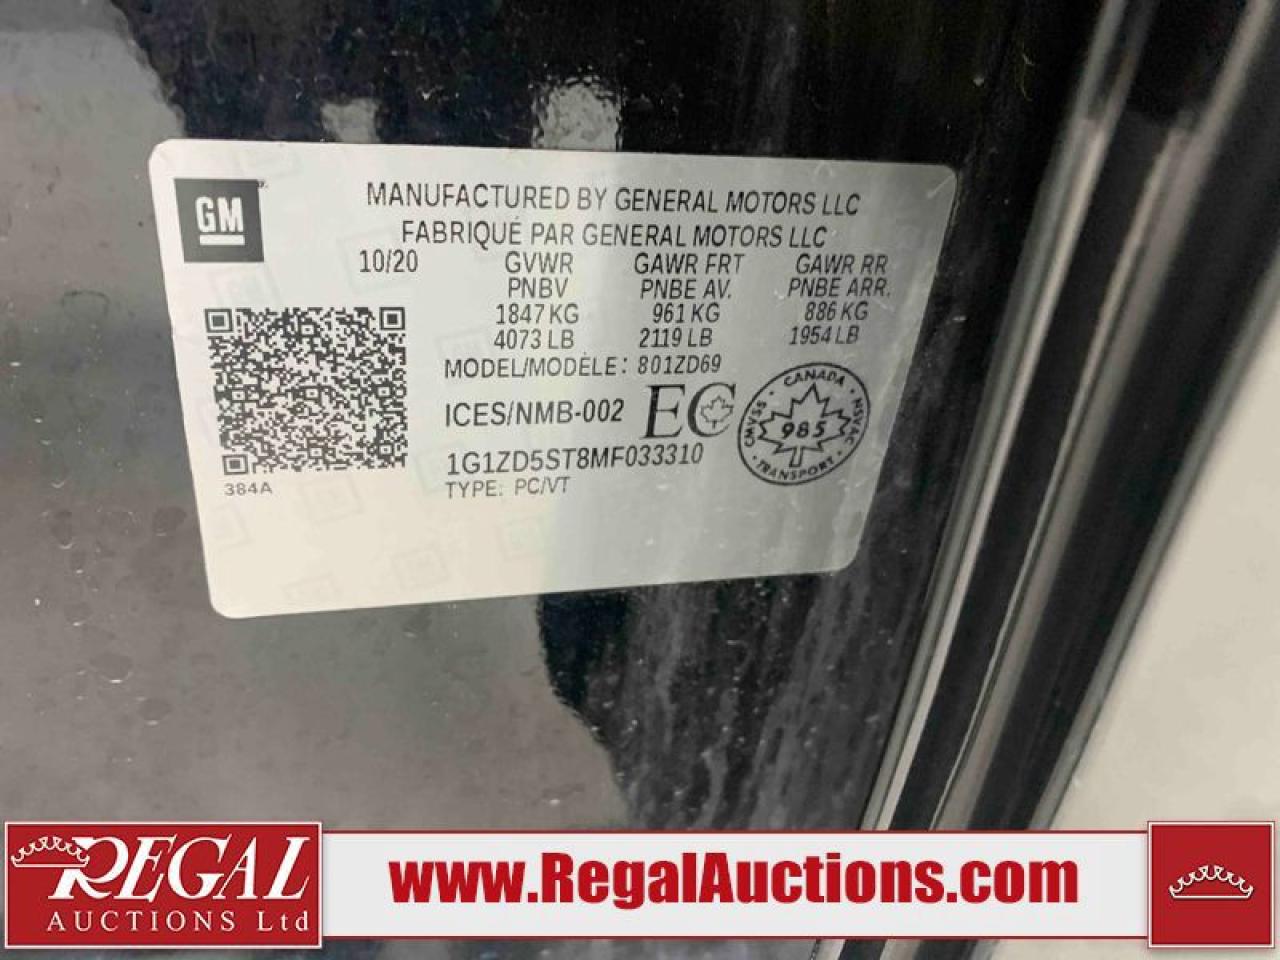 GM
MANUFACTURED BY GENERAL MOTORS LLC
FABRIQUÉ PAR GENERAL MOTORS LLC
10/20 GVWR GAWR FRT GAWR RR
PNBV PNBE AV. PNBE ARR.
1847 KG 961 KG 886 KG
4073 LB 2119 LB 1954 LB
MODEL/MODÈLE: 801ZD69
ICES/NMB-002 EC
CANADA
CMVSS 985 NSVAC
TRANSPORT
1G1ZD5ST8MF033310
384A TYPE: PC/VT
REGAL
AUCTIONS Ltd
www.RegalAuctions.com